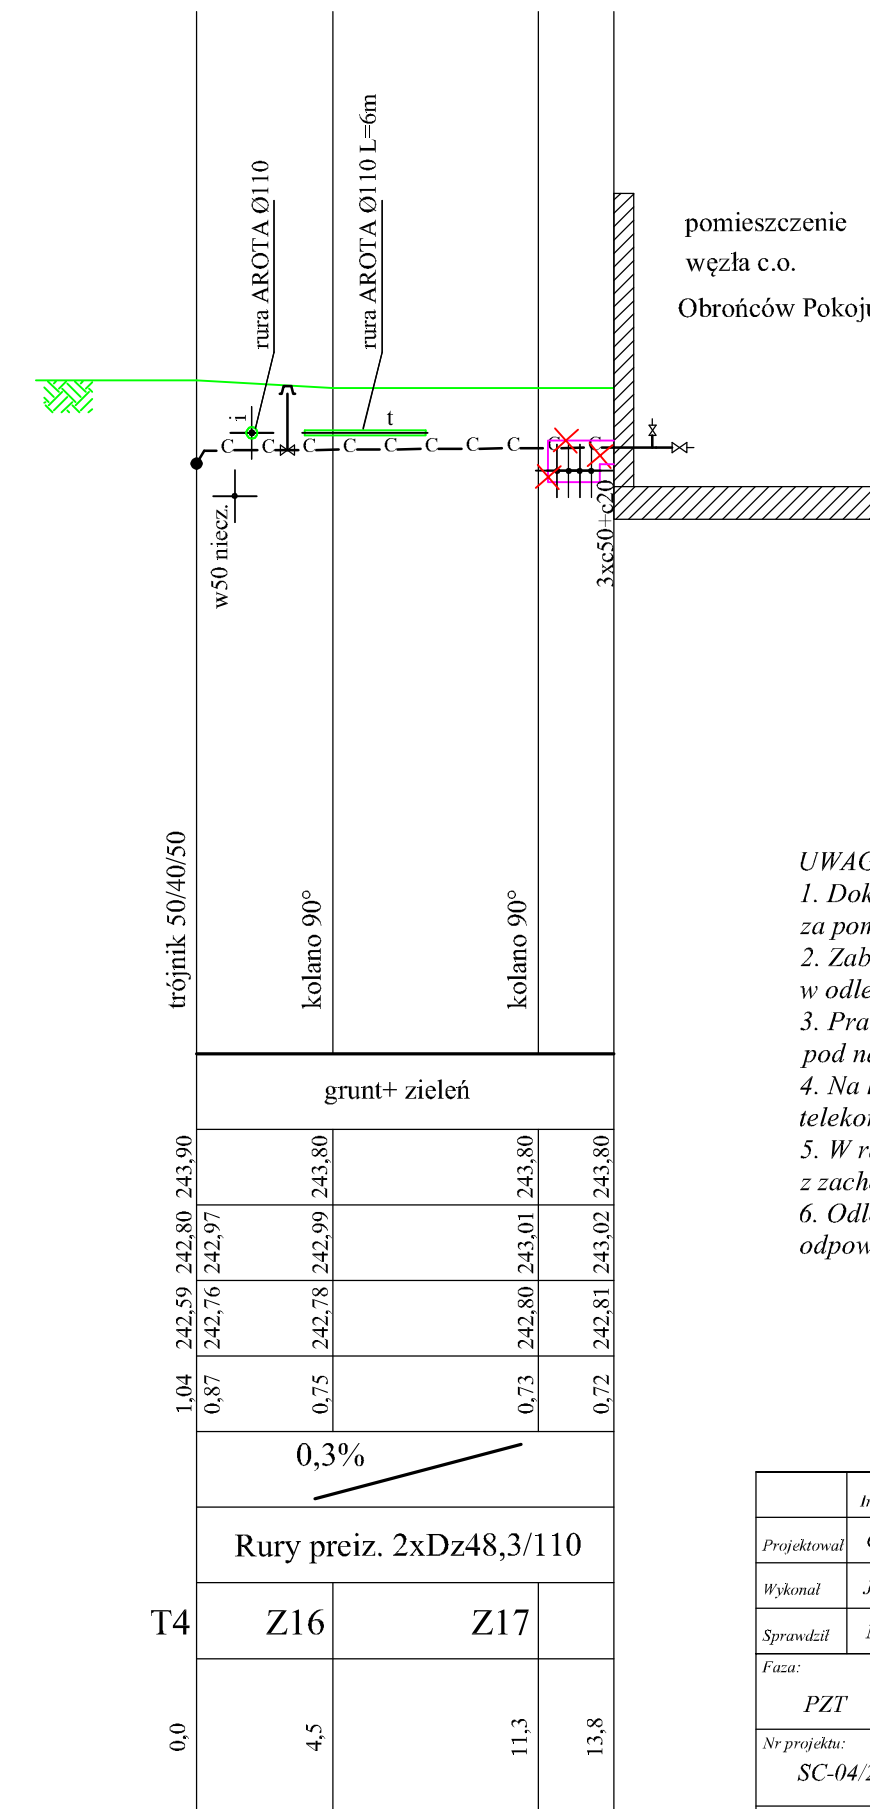 rura AROTA Ø110
rura AROTA Ø110 L=6m
pomieszczenie
węzła c.o.
Obrońców Pokoju
i
t
C C C C C C C C C C
w50 niecz.
3xc50+c20
trójnik 50/40/50
kolano 90°
kolano 90°
UWAG
1. Dok
za pom
2. Zab
w odle
3. Pra
pod na
4. Na
telekon
5. W r
z zach
6. Odl
odpow
grunt+ zieleń
243,90 243,80 243,80 243,80
242,80 242,97 242,99 243,01 243,02
242,59 242,76 242,78 242,80 242,81
1,04 0,87 0,75 0,73 0,72
0,3%
Rury preiz. 2xDz48,3/110
T4 Z16 Z17
0,0 4,5 11,3 13,8
Projektował
Wykonał
Sprawdził
Faza:
PZT
Nr projektu:
SC-04/2